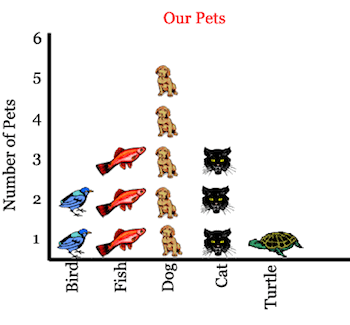 Our Pets
Number of Pets
6
5
4
3
2
1
Bird
Fish
Dog
Cat
Turtle